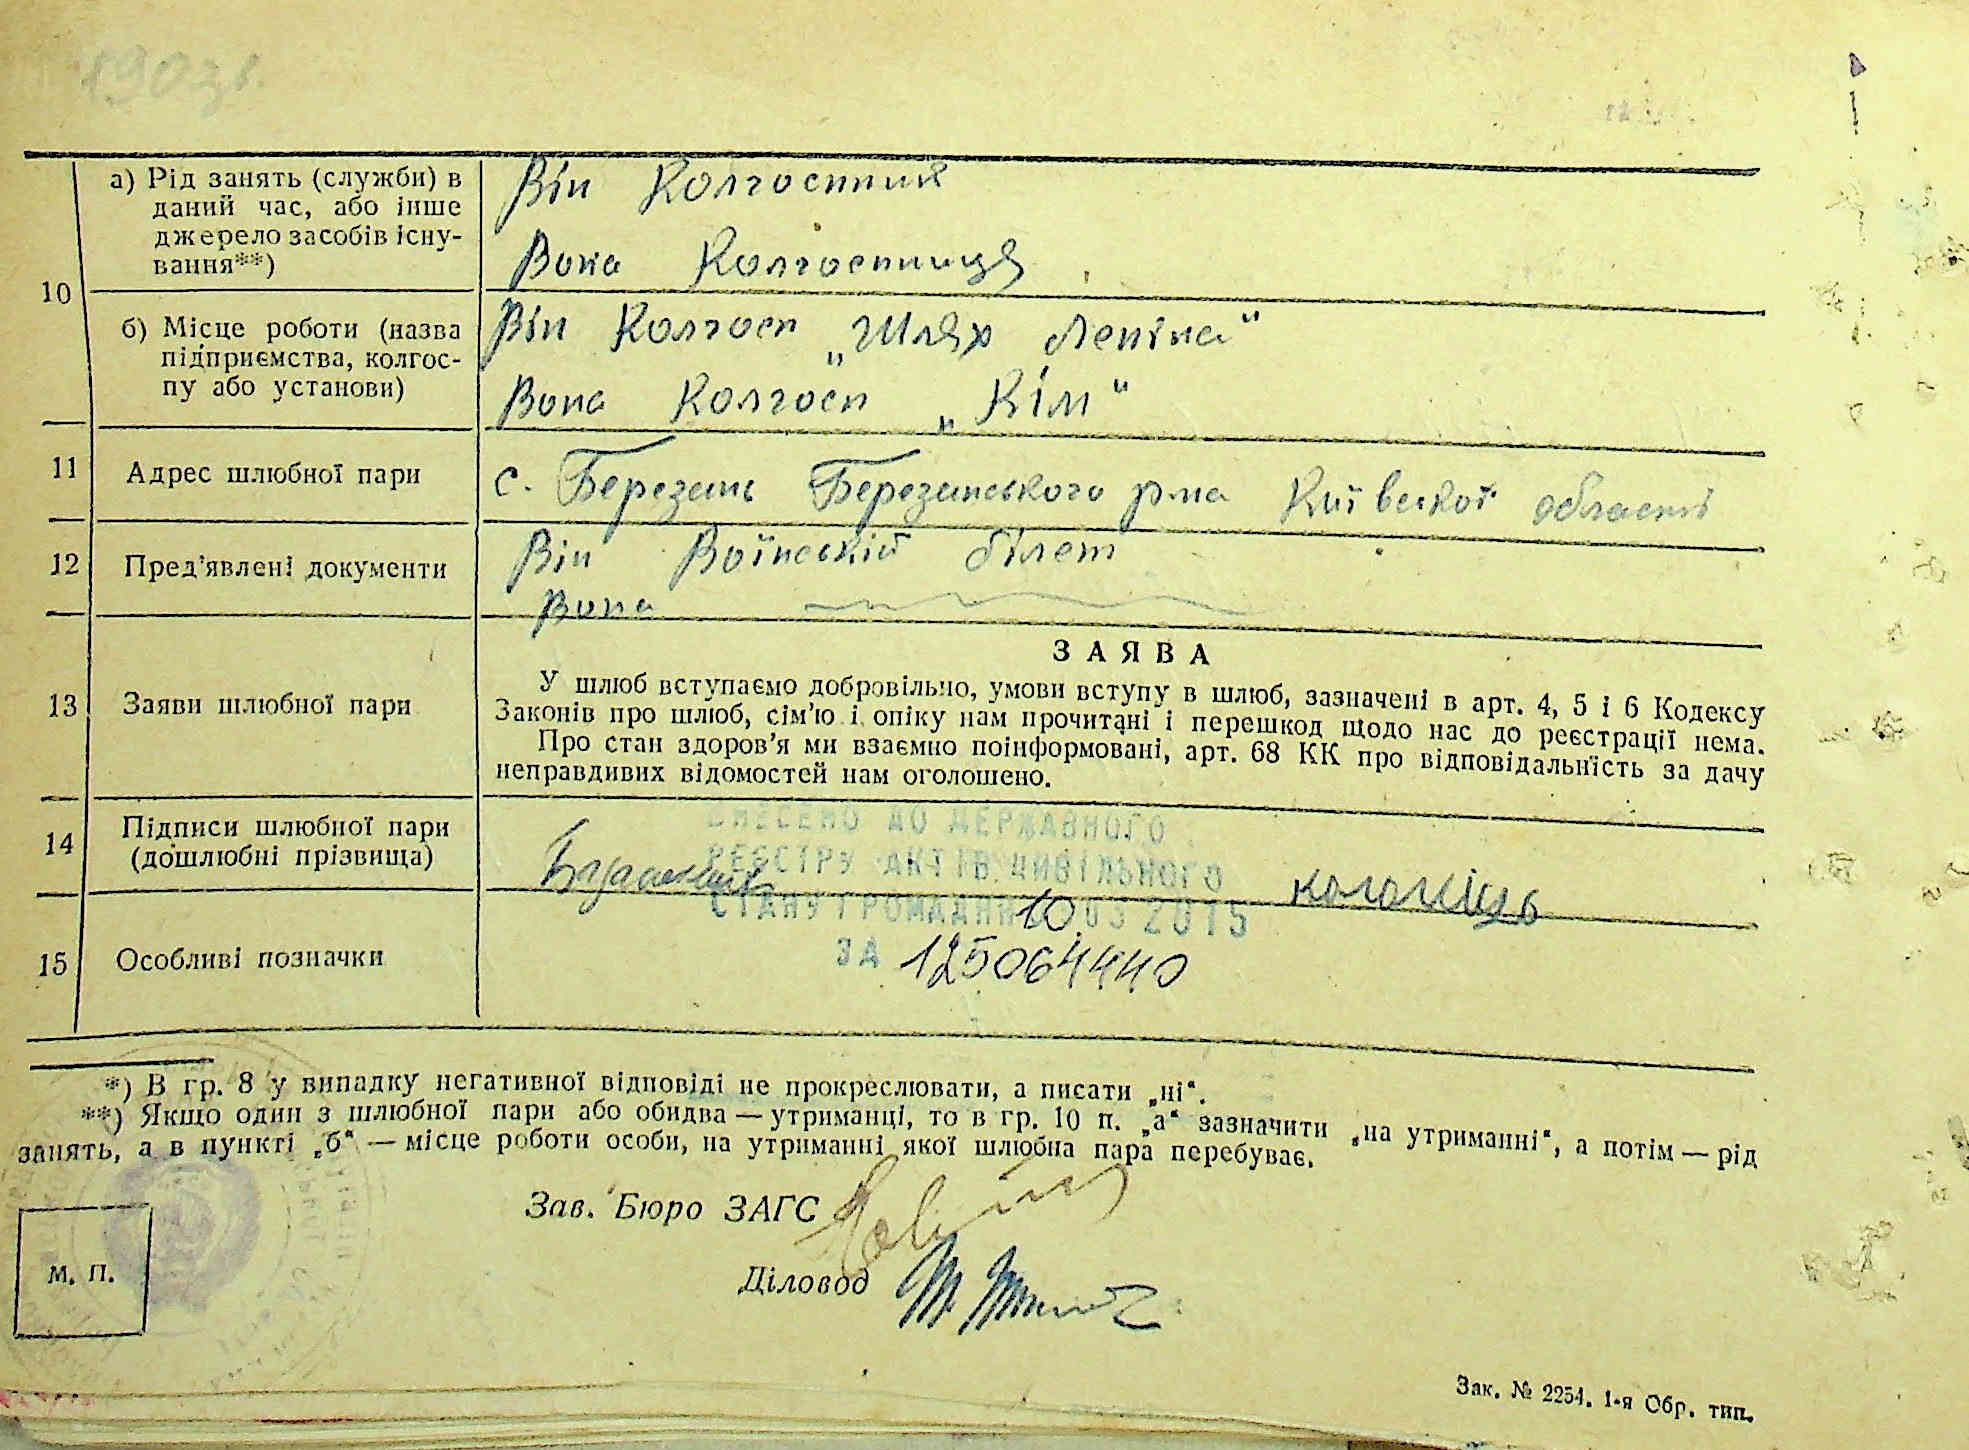 190зг.
10
а) Рід занять (служби) в
даний час, або інше
джерело засобів існу-
вання**)
Він Колгоспник
Вона Колгоспниця
б) Місце роботи (назва
підприємства, колгос-
пу або установи)
Він Колгосп „Шлях Леніна“
Вона Колгосп „Кім“
11 Адрес шлюбної пари
с. Березань Березанського р-на Київської області
12 Пред'явлені документи
Він Воїнський білет
Вона
13 Заяви шлюбної пари
ЗАЯВА
У шлюб вступаємо добровільно, умови вступу в шлюб, зазначені в арт. 4, 5 і 6 Кодексу
Законів про шлюб, сім'ю і опіку нам прочитані і перешкод щодо нас до реєстрації нема.
Про стан здоров'я ми взаємно поінформовані, арт. 68 КК про відповідальність за дачу
неправдивих відомостей нам оголошено.
14 Підписи шлюбної пари
(дошлюбні прізвища)
ВНЕСЕНО ДО ДЕРЖАВНОГО
РЕЄСТРУ АКТІВ ЦИВІЛЬНОГО
СТАНУ ГРОМАДЯН 10 03 2015
ЗА 125064440
15 Особливі позначки
*) В гр. 8 у випадку негативної відповіді не прокреслювати, а писати „ні“.
**) Якщо один з шлюбної пари або обидва — утриманці, то в гр. 10 п. „а“ зазначити „на утриманні“, а потім — рід
занять, а в пункті „б“ — місце роботи особи, на утриманні якої шлюбна пара перебуває.
Зав. Бюро ЗАГС
Діловод
М. П.
Зак. № 2254. 1-я Обр. тип.